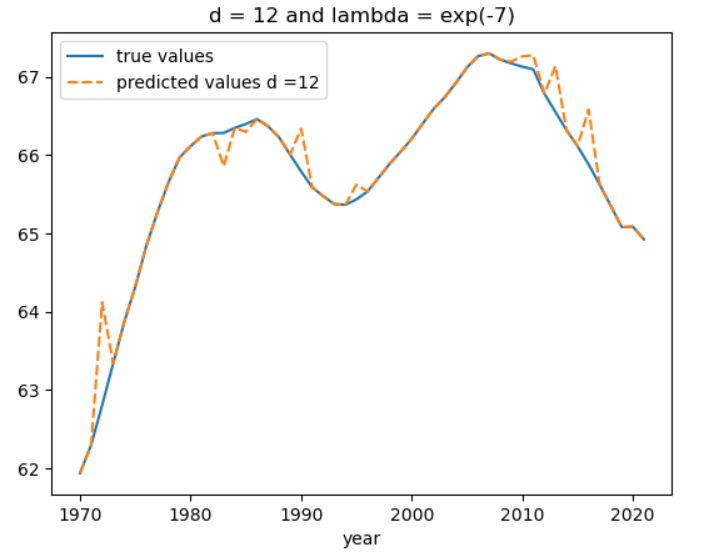 d = 12 and lambda = exp(-7)
true values
predicted values d =12
67
66
65
64
63
62
1970 1980 1990 2000 2010 2020
year